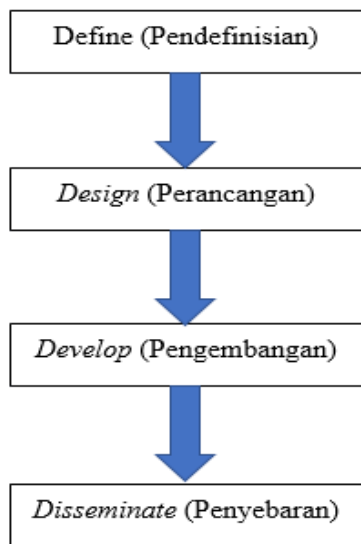 Define (Pendefinisian)
Design (Perancangan)
Develop (Pengembangan)
Disseminate (Penyebaran)